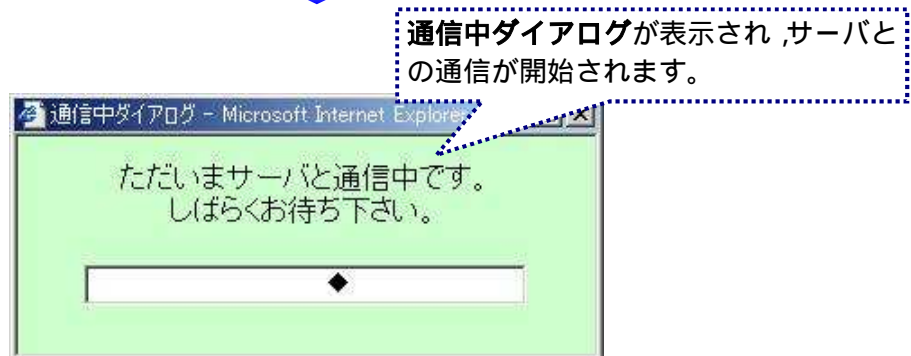 通信中ダイアログが表示され ,サーバと
の通信が開始されます。
通信中ダイアログ - Microsoft Internet Explore
ただいまサーバと通信中です。
しばらくお待ち下さい。